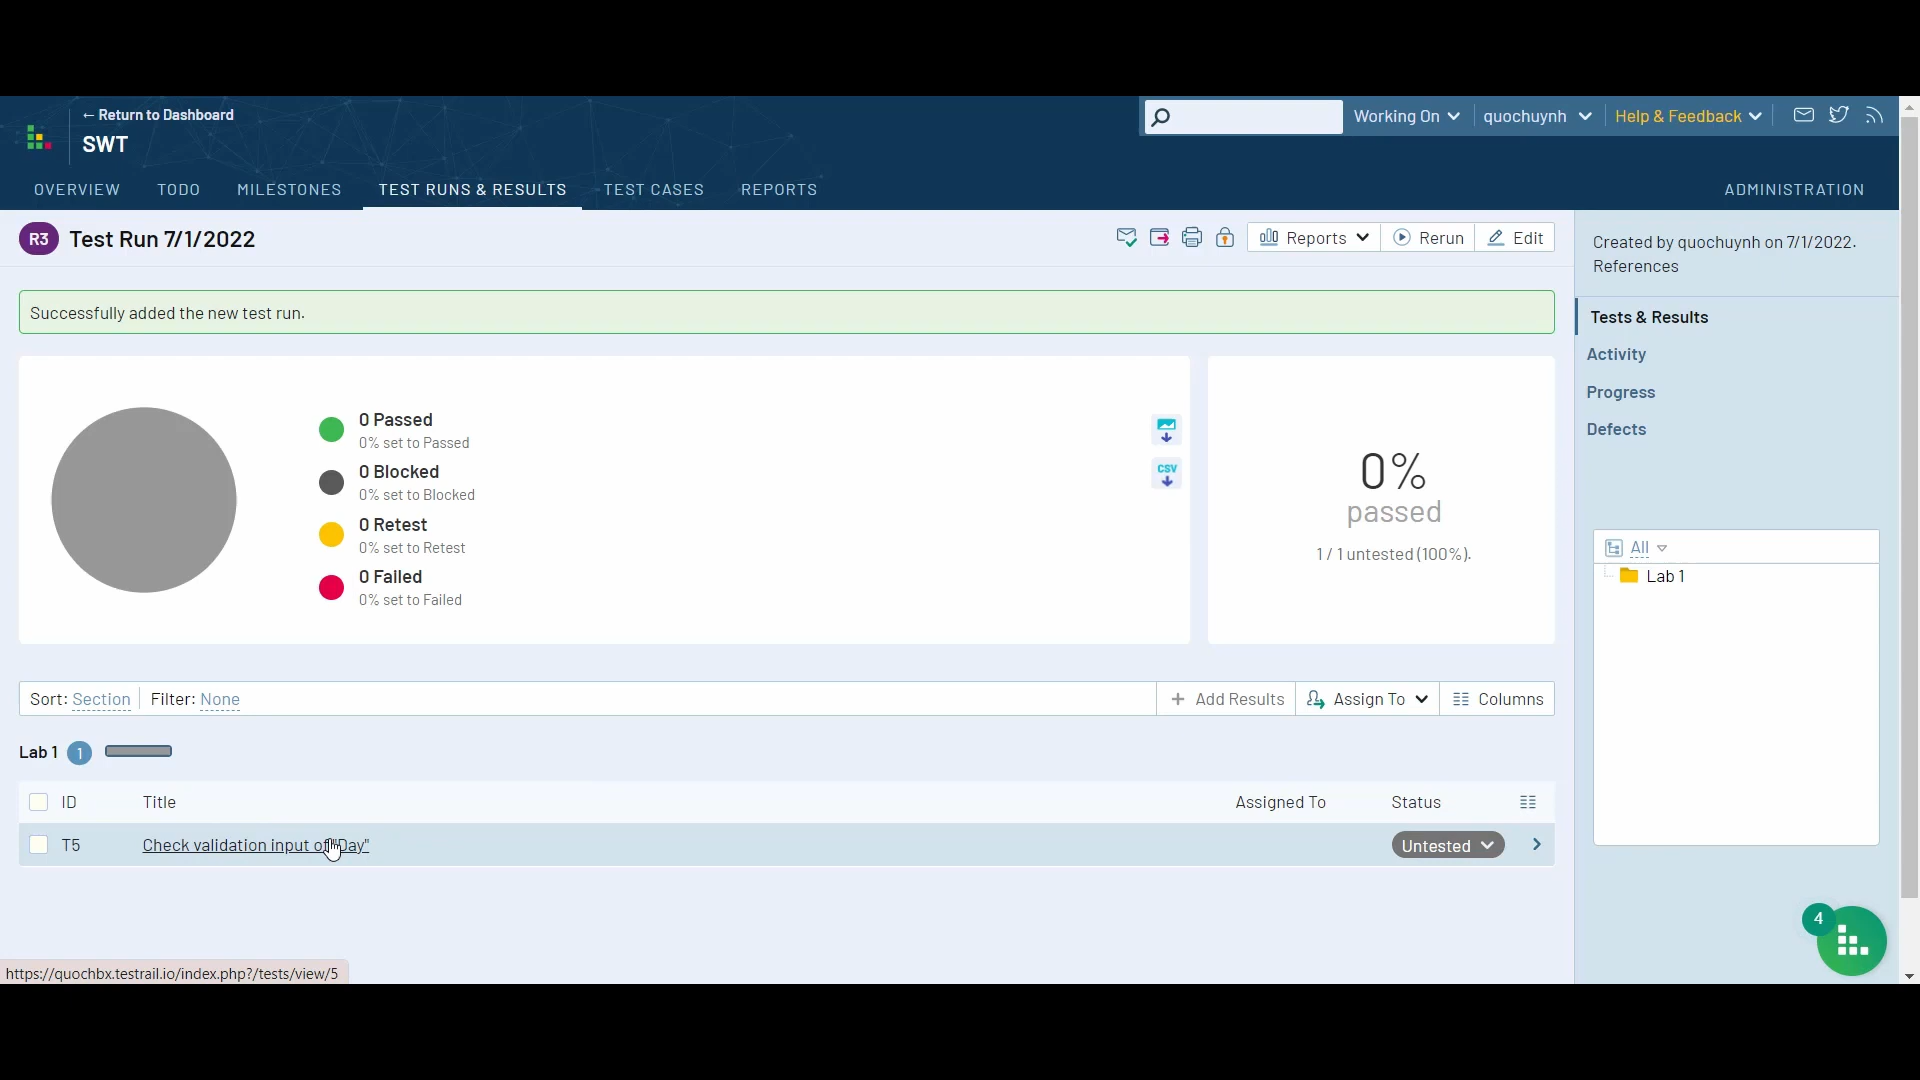 ← Return to Dashboard
SWT
Working On
quochuynh
Help & Feedback
OVERVIEW
TODO
MILESTONES
TEST RUNS & RESULTS
TEST CASES
REPORTS
ADMINISTRATION
R3
Test Run 7/1/2022
Reports
Rerun
Edit
Created by quochuynh on 7/1/2022.
References
Successfully added the new test run.
Tests & Results
Activity
Progress
Defects
0 Passed
0% set to Passed
0 Blocked
0% set to Blocked
0 Retest
0% set to Retest
0 Failed
0% set to Failed
CSV
0%
passed
1 / 1 untested (100%).
All
Lab 1
Sort: Section
Filter: None
+ Add Results
Assign To
Columns
Lab 1
1
ID
Title
Assigned To
Status
T5
Check validation input of "Day"
Untested
4
https://quochbx.testrail.io/index.php?/tests/view/5